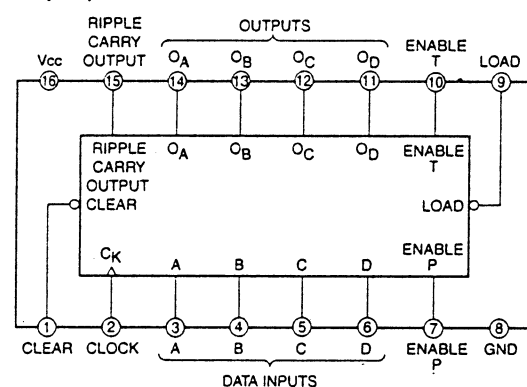 RIPPLE CARRY OUTPUT
OUTPUTS
Vcc
OA
OB
OC
OD
ENABLE T
LOAD
16
15
14
13
12
11
10
9
RIPPLE CARRY OUTPUT
OA
OB
OC
OD
ENABLE T
CLEAR
LOAD
CK
A
B
C
D
ENABLE P
1
2
3
4
5
6
7
8
CLEAR
CLOCK
A
B
C
D
ENABLE P
GND
DATA INPUTS